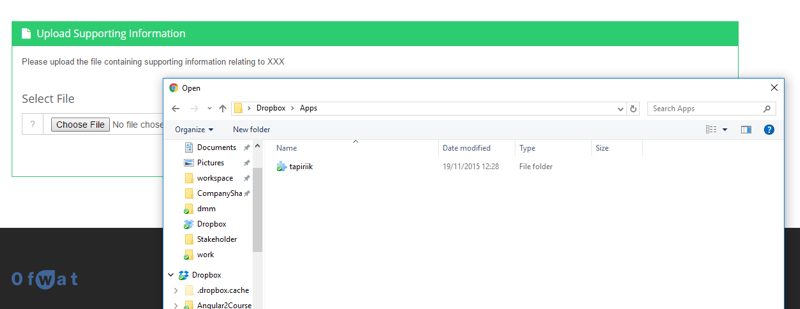 Upload Supporting Information
Please upload the file containing supporting information relating to XXX
Select File
? Choose File No file chose
Open
Dropbox > Apps
Search Apps
Organize New folder
?
Name Date modified Type Size
tapiriik 19/11/2015 12:28 File folder
Documents
Pictures
workspace
CompanySha
dmm
Dropbox
Stakeholder
work
Dropbox
.dropbox.cache
Angular2Course
Ofwat